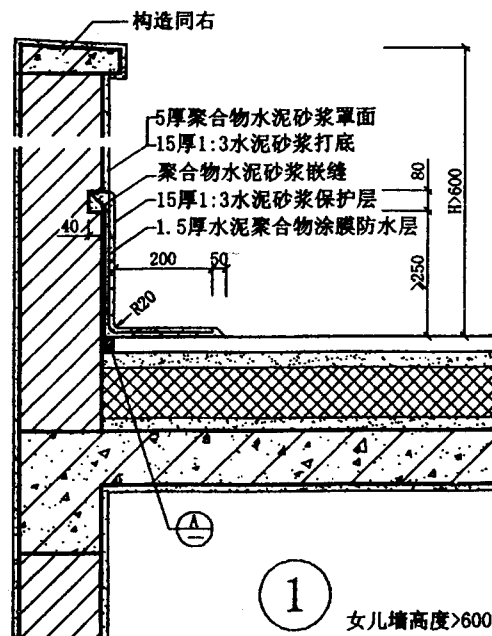 构造同右
5厚聚合物水泥砂浆罩面
15厚1:3水泥砂浆打底
聚合物水泥砂浆嵌缝
15厚1:3水泥砂浆保护层
1.5厚水泥聚合物涂膜防水层
40
200
50
R20
80
>250
H>600
A
1
女儿墙高度>600